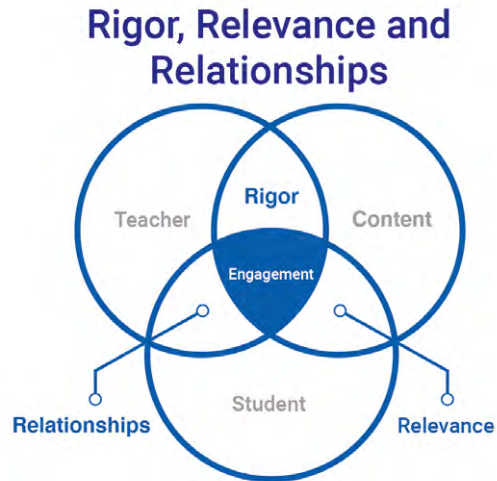 Rigor, Relevance and
Relationships
Rigor
Teacher
Content
Engagement
Student
Relationships
Relevance